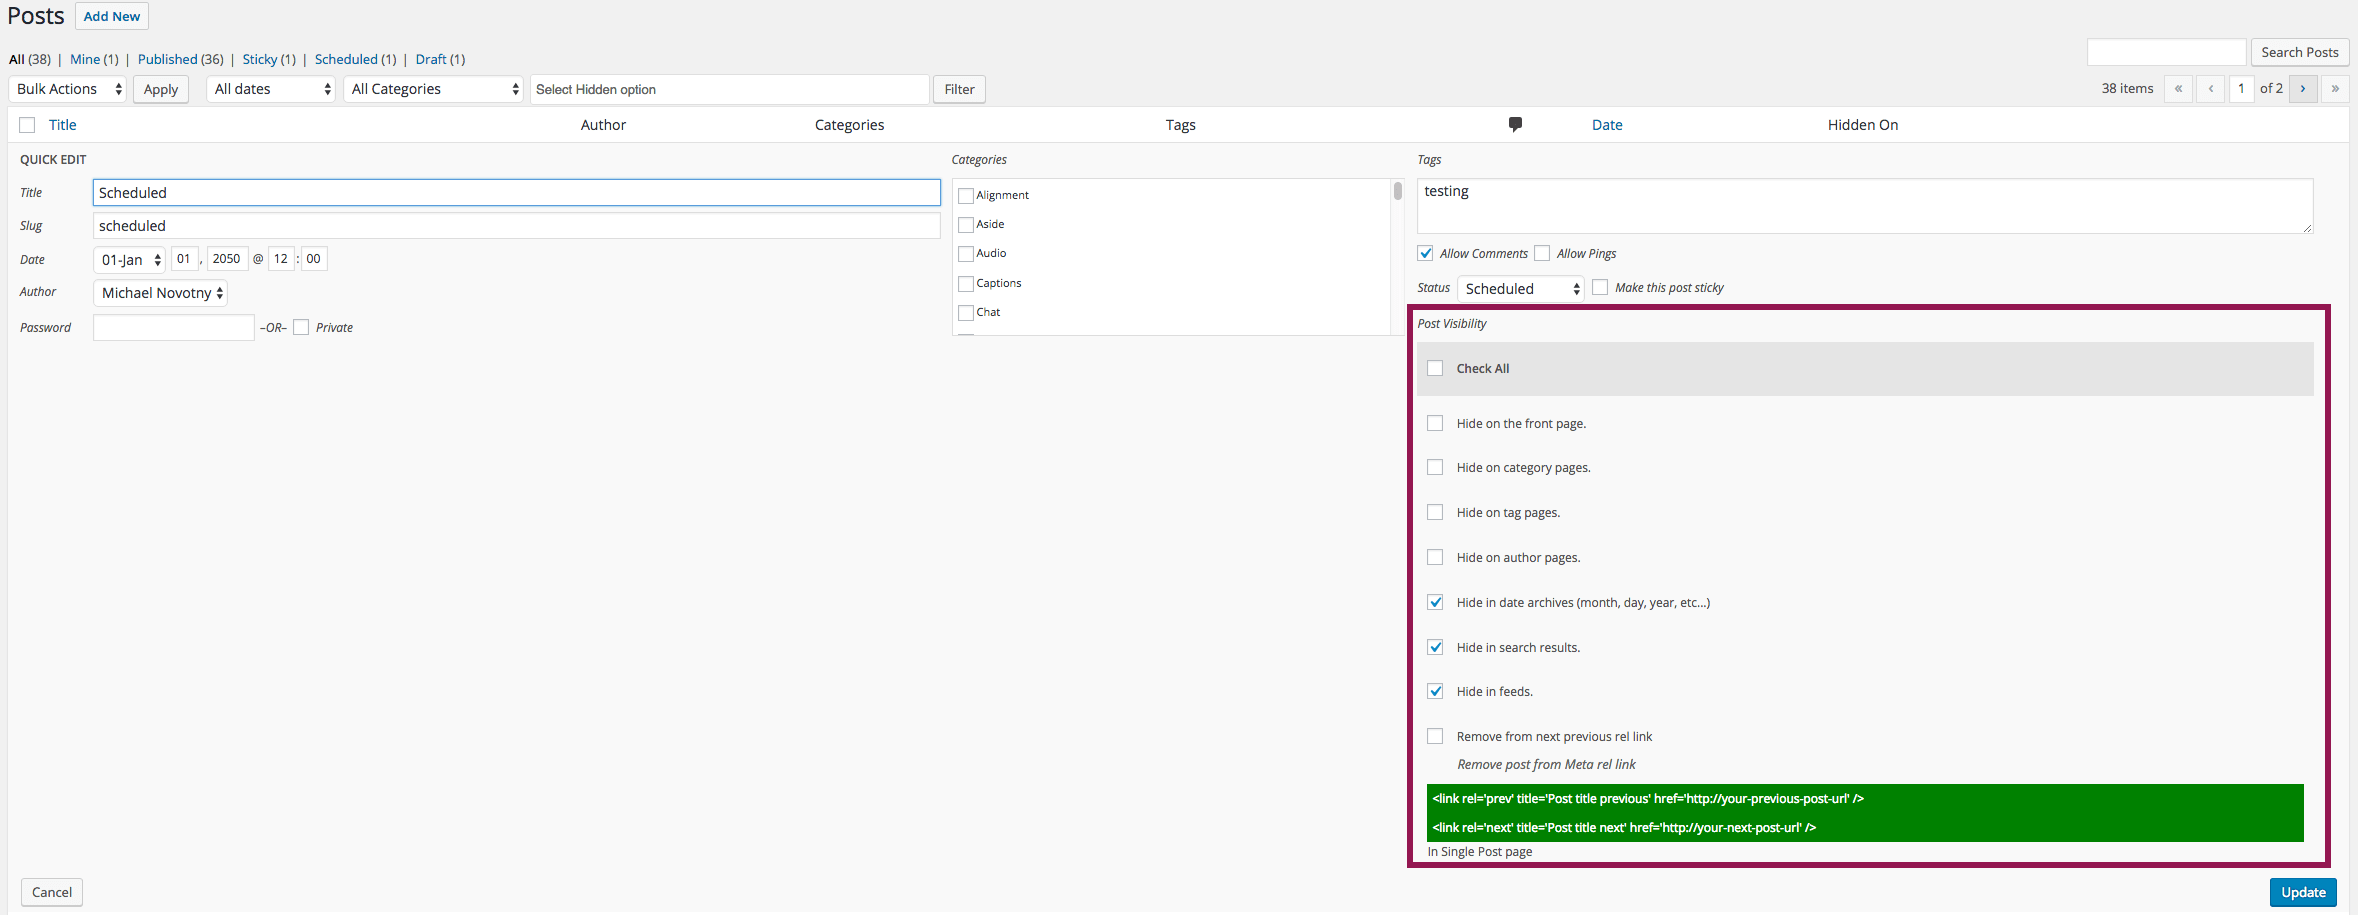 Posts Add New
All (38) | Mine (1) | Published (36) | Sticky (1) | Scheduled (1) | Draft (1)
Search Posts
Bulk Actions Apply All dates All Categories Select Hidden option Filter
38 items « ‹ 1 of 2 › »
Title Author Categories Tags Date Hidden On
QUICK EDIT
Title Scheduled
Slug scheduled
Date 01-Jan 01 , 2050 @ 12 : 00
Author Michael Novotny
Password –OR– Private
Categories
Alignment
Aside
Audio
Captions
Chat
Tags
testing
Allow Comments Allow Pings
Status Scheduled Make this post sticky
Post Visibility
Check All
Hide on the front page.
Hide on category pages.
Hide on tag pages.
Hide on author pages.
Hide in date archives (month, day, year, etc...)
Hide in search results.
Hide in feeds.
Remove from next previous rel link
Remove post from Meta rel link
<link rel='prev' title='Post title previous' href='http://your-previous-post-url' />
<link rel='next' title='Post title next' href='http://your-next-post-url' />
In Single Post page
Cancel Update